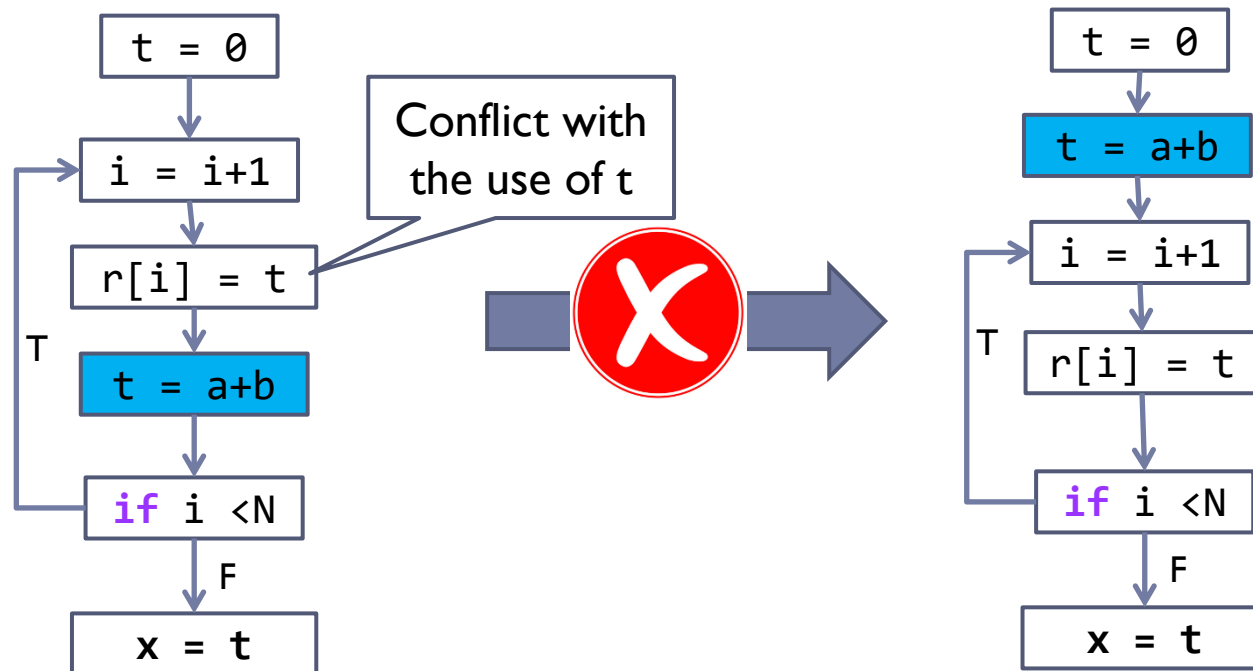 t = 0
i = i+1
r[i] = t
t = a+b
if i <N
x = t
T
F
Conflict with
the use of t
X
t = 0
t = a+b
i = i+1
r[i] = t
if i <N
x = t
T
F